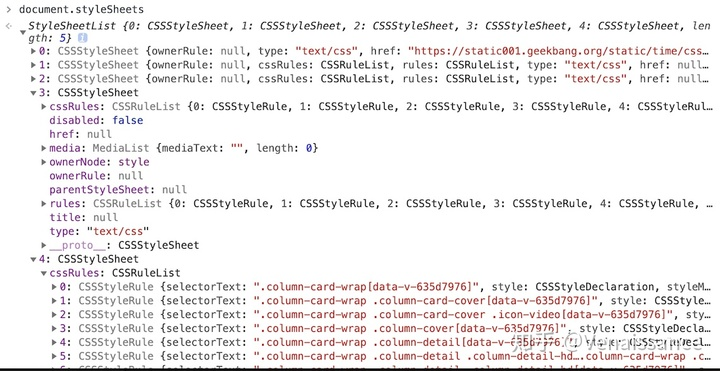 > document.styleSheets
StyleSheetList {0: CSSStyleSheet, 1: CSSStyleSheet, 2: CSSStyleSheet, 3: CSSStyleSheet, 4: CSSStyleSheet, len
gth: 5} i
▶ 0: CSSStyleSheet {ownerRule: null, type: "text/css", href: "https://static001.geekbang.org/static/time/css…
▶ 1: CSSStyleSheet {ownerRule: null, cssRules: CSSRuleList, rules: CSSRuleList, type: "text/css", href: null…
▶ 2: CSSStyleSheet {ownerRule: null, cssRules: CSSRuleList, rules: CSSRuleList, type: "text/css", href: null…
▼ 3: CSSStyleSheet
▶ cssRules: CSSRuleList {0: CSSStyleRule, 1: CSSStyleRule, 2: CSSStyleRule, 3: CSSStyleRule, 4: CSSStyleRul…
disabled: false
href: null
▶ media: MediaList {mediaText: "", length: 0}
▶ ownerNode: style
ownerRule: null
parentStyleSheet: null
▶ rules: CSSRuleList {0: CSSStyleRule, 1: CSSStyleRule, 2: CSSStyleRule, 3: CSSStyleRule, 4: CSSStyleRule, …
title: null
type: "text/css"
▶ __proto__: CSSStyleSheet
▼ 4: CSSStyleSheet
▼ cssRules: CSSRuleList
▶ 0: CSSStyleRule {selectorText: ".column-card-wrap[data-v-635d7976]", style: CSSStyleDeclaration, styleM…
▶ 1: CSSStyleRule {selectorText: ".column-card-wrap .column-card-cover[data-v-635d7976]", style: CSSStyle…
▶ 2: CSSStyleRule {selectorText: ".column-card-wrap .column-card-cover .icon-video[data-v-635d7976]", sty…
▶ 3: CSSStyleRule {selectorText: ".column-card-wrap .column-cover[data-v-635d7976]", style: CSSStyleDecla…
▶ 4: CSSStyleRule {selectorText: ".column-card-wrap .column-detail[data-v-635d7976]", style:
▶ 5: CSSStyleRule {selectorText: ".column-card-wrap .column-detail .column-detail-hd….column-card-wrap .c…
知乎 @Venaissance